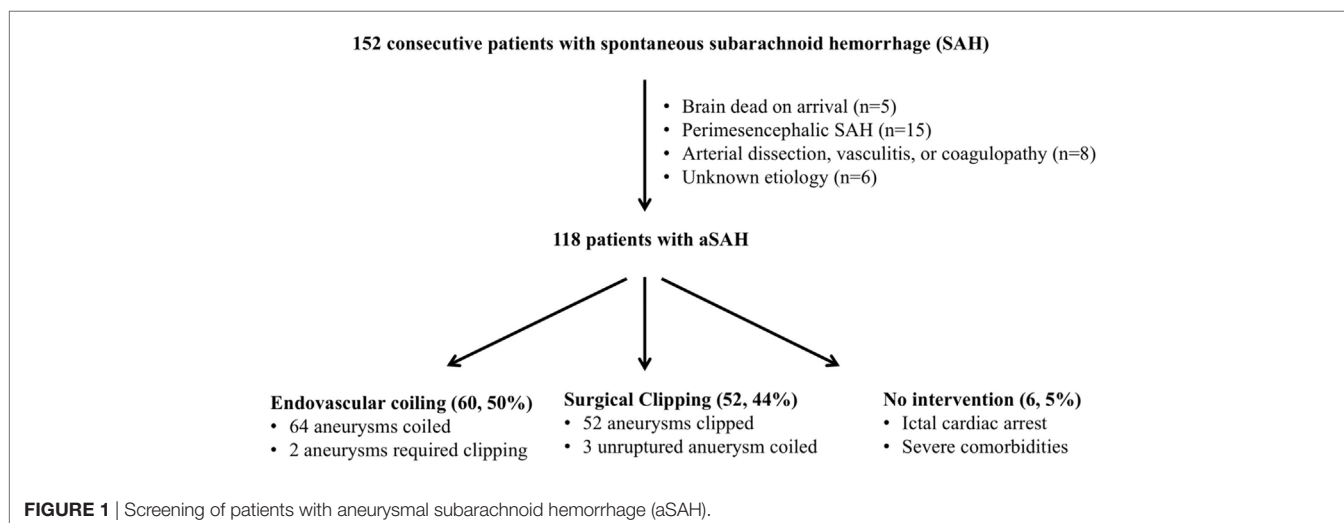 152 consecutive patients with spontaneous subarachnoid hemorrhage (SAH)
• Brain dead on arrival (n=5)
• Perimesencephalic SAH (n=15)
• Arterial dissection, vasculitis, or coagulopathy (n=8)
• Unknown etiology (n=6)
118 patients with aSAH
Endovascular coiling (60, 50%)
• 64 aneurysms coiled
• 2 aneurysms required clipping
Surgical Clipping (52, 44%)
• 52 aneurysms clipped
• 3 unruptured anuerysm coiled
No intervention (6, 5%)
• Ictal cardiac arrest
• Severe comorbidities
FIGURE 1 | Screening of patients with aneurysmal subarachnoid hemorrhage (aSAH).